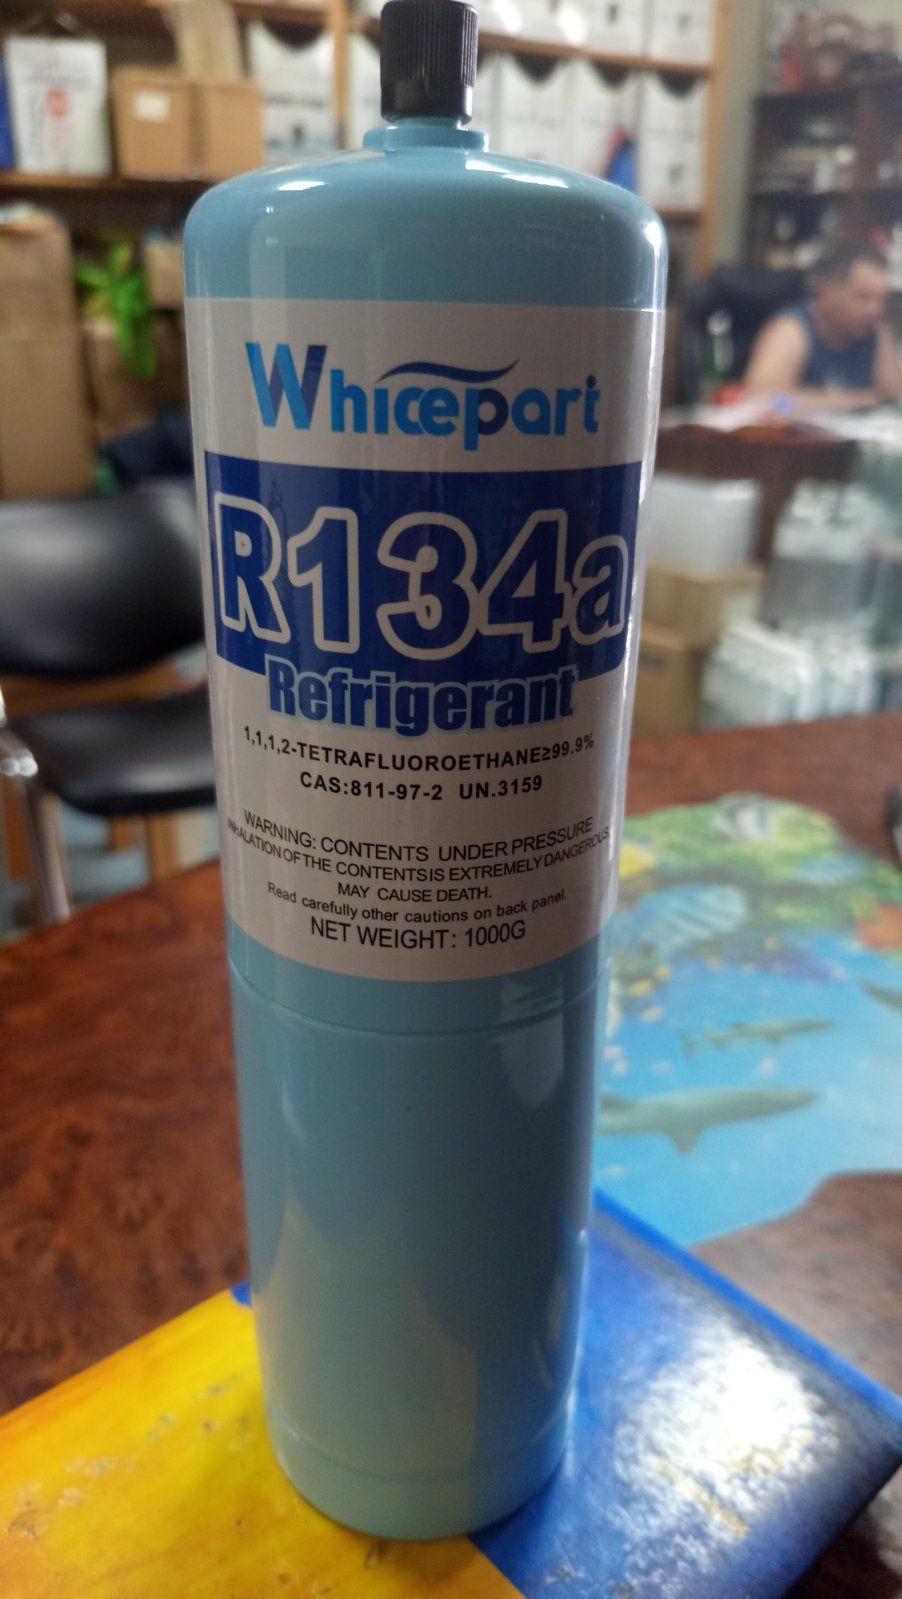 Whicepart
R134a
Refrigerant
1,1,1,2-TETRAFLUOROETHANE≥99.9%
CAS:811-97-2 UN.3159
WARNING: CONTENTS UNDER PRESSURE
INHALATION OF THE CONTENTS IS EXTREMELY DANGEROUS.
MAY CAUSE DEATH.
Read carefully other cautions on back panel.
NET WEIGHT: 1000G